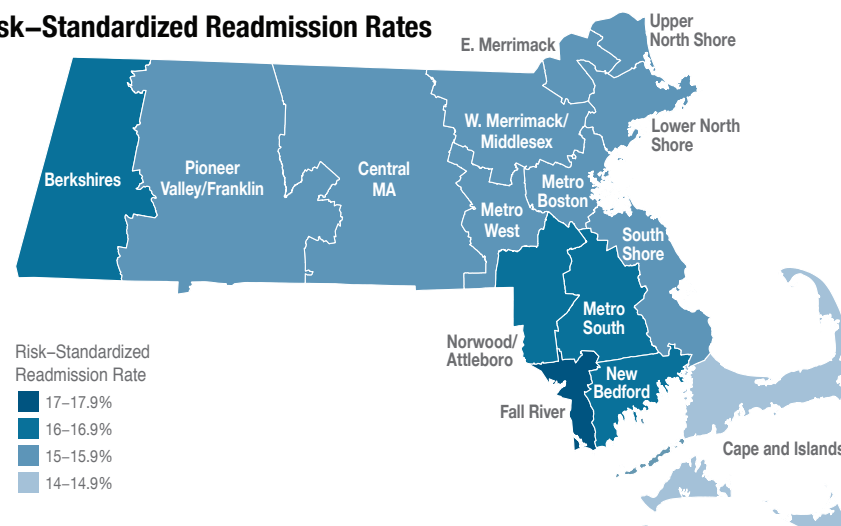 sk–Standardized Readmission Rates
Upper
North Shore
E. Merrimack
W. Merrimack/
Middlesex
Lower North
Shore
Berkshires
Pioneer
Valley/Franklin
Central
MA
Metro
Boston
Metro
West
South
Shore
Metro
South
Norwood/
Attleboro
New
Bedford
Fall River
Cape and Islands
Risk–Standardized
Readmission Rate
17–17.9%
16–16.9%
15–15.9%
14–14.9%